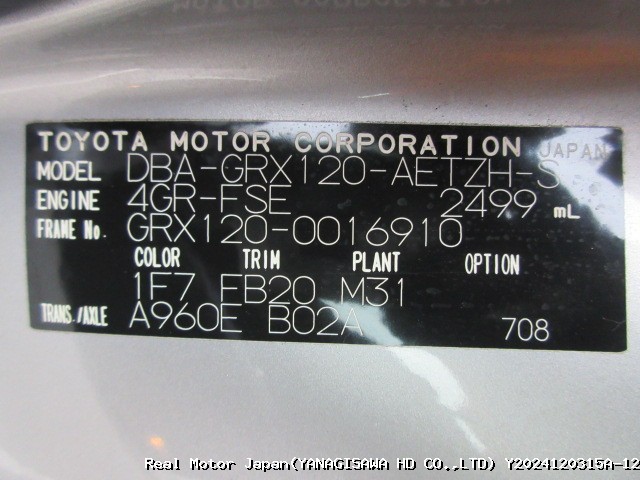 TOYOTA MOTOR CORPORATION JAPAN
MODEL DBA-GRX120-AETZH-S
ENGINE 4GR-FSE 2499 mL
FRAME No. GRX120-0016910
COLOR TRIM PLANT OPTION
1F7 FB20 M31
TRANS./AXLE A960E B02A 708
Real Motor Japan(YANAGISAWA HD CO.,LTD) Y2024120315A-12